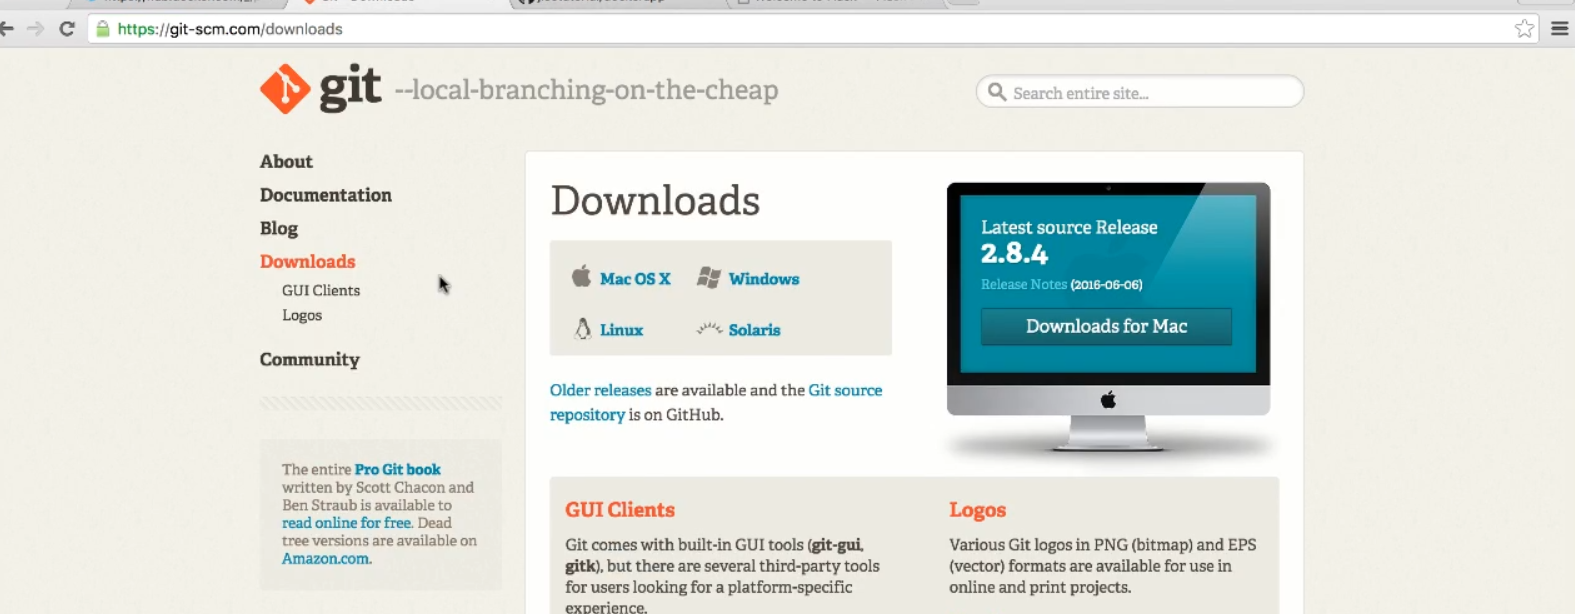 Downloads
https://git-scm.com/downloads
git --local-branching-on-the-cheap
Search entire site...
About
Documentation
Blog
Downloads
GUI Clients
Logos
Community
The entire Pro Git book
written by Scott Chacon and
Ben Straub is available to
read online for free. Dead
tree versions are available on
Amazon.com.
Downloads
Mac OS X
Windows
Linux
Solaris
Older releases are available and the Git source
repository is on GitHub.
Latest source Release
2.8.4
Release Notes (2016-06-06)
Downloads for Mac
GUI Clients
Git comes with built-in GUI tools (git-gui,
gitk), but there are several third-party tools
for users looking for a platform-specific
experience.
Logos
Various Git logos in PNG (bitmap) and EPS
(vector) formats are available for use in
online and print projects.